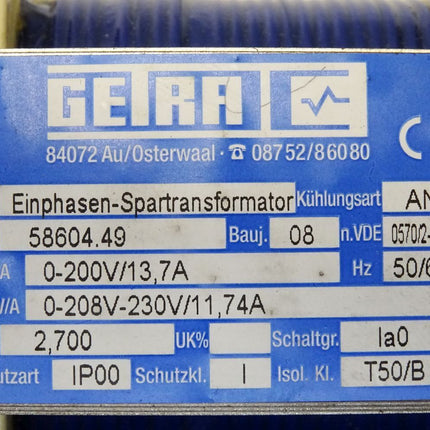 GETRA
84072 Au/Osterwaal · ☎ 08752/86080
Einphasen-Spartransformator Kühlungsart AN
58604.49 Bauj. 08 n.VDE 0570/2-
A 0-200V/13,7A Hz 50/6
/A 0-208V-230V/11,74A
2,700 UK% Schaltgr. Ia0
utzart IP00 Schutzkl. I Isol. Kl. T50/B